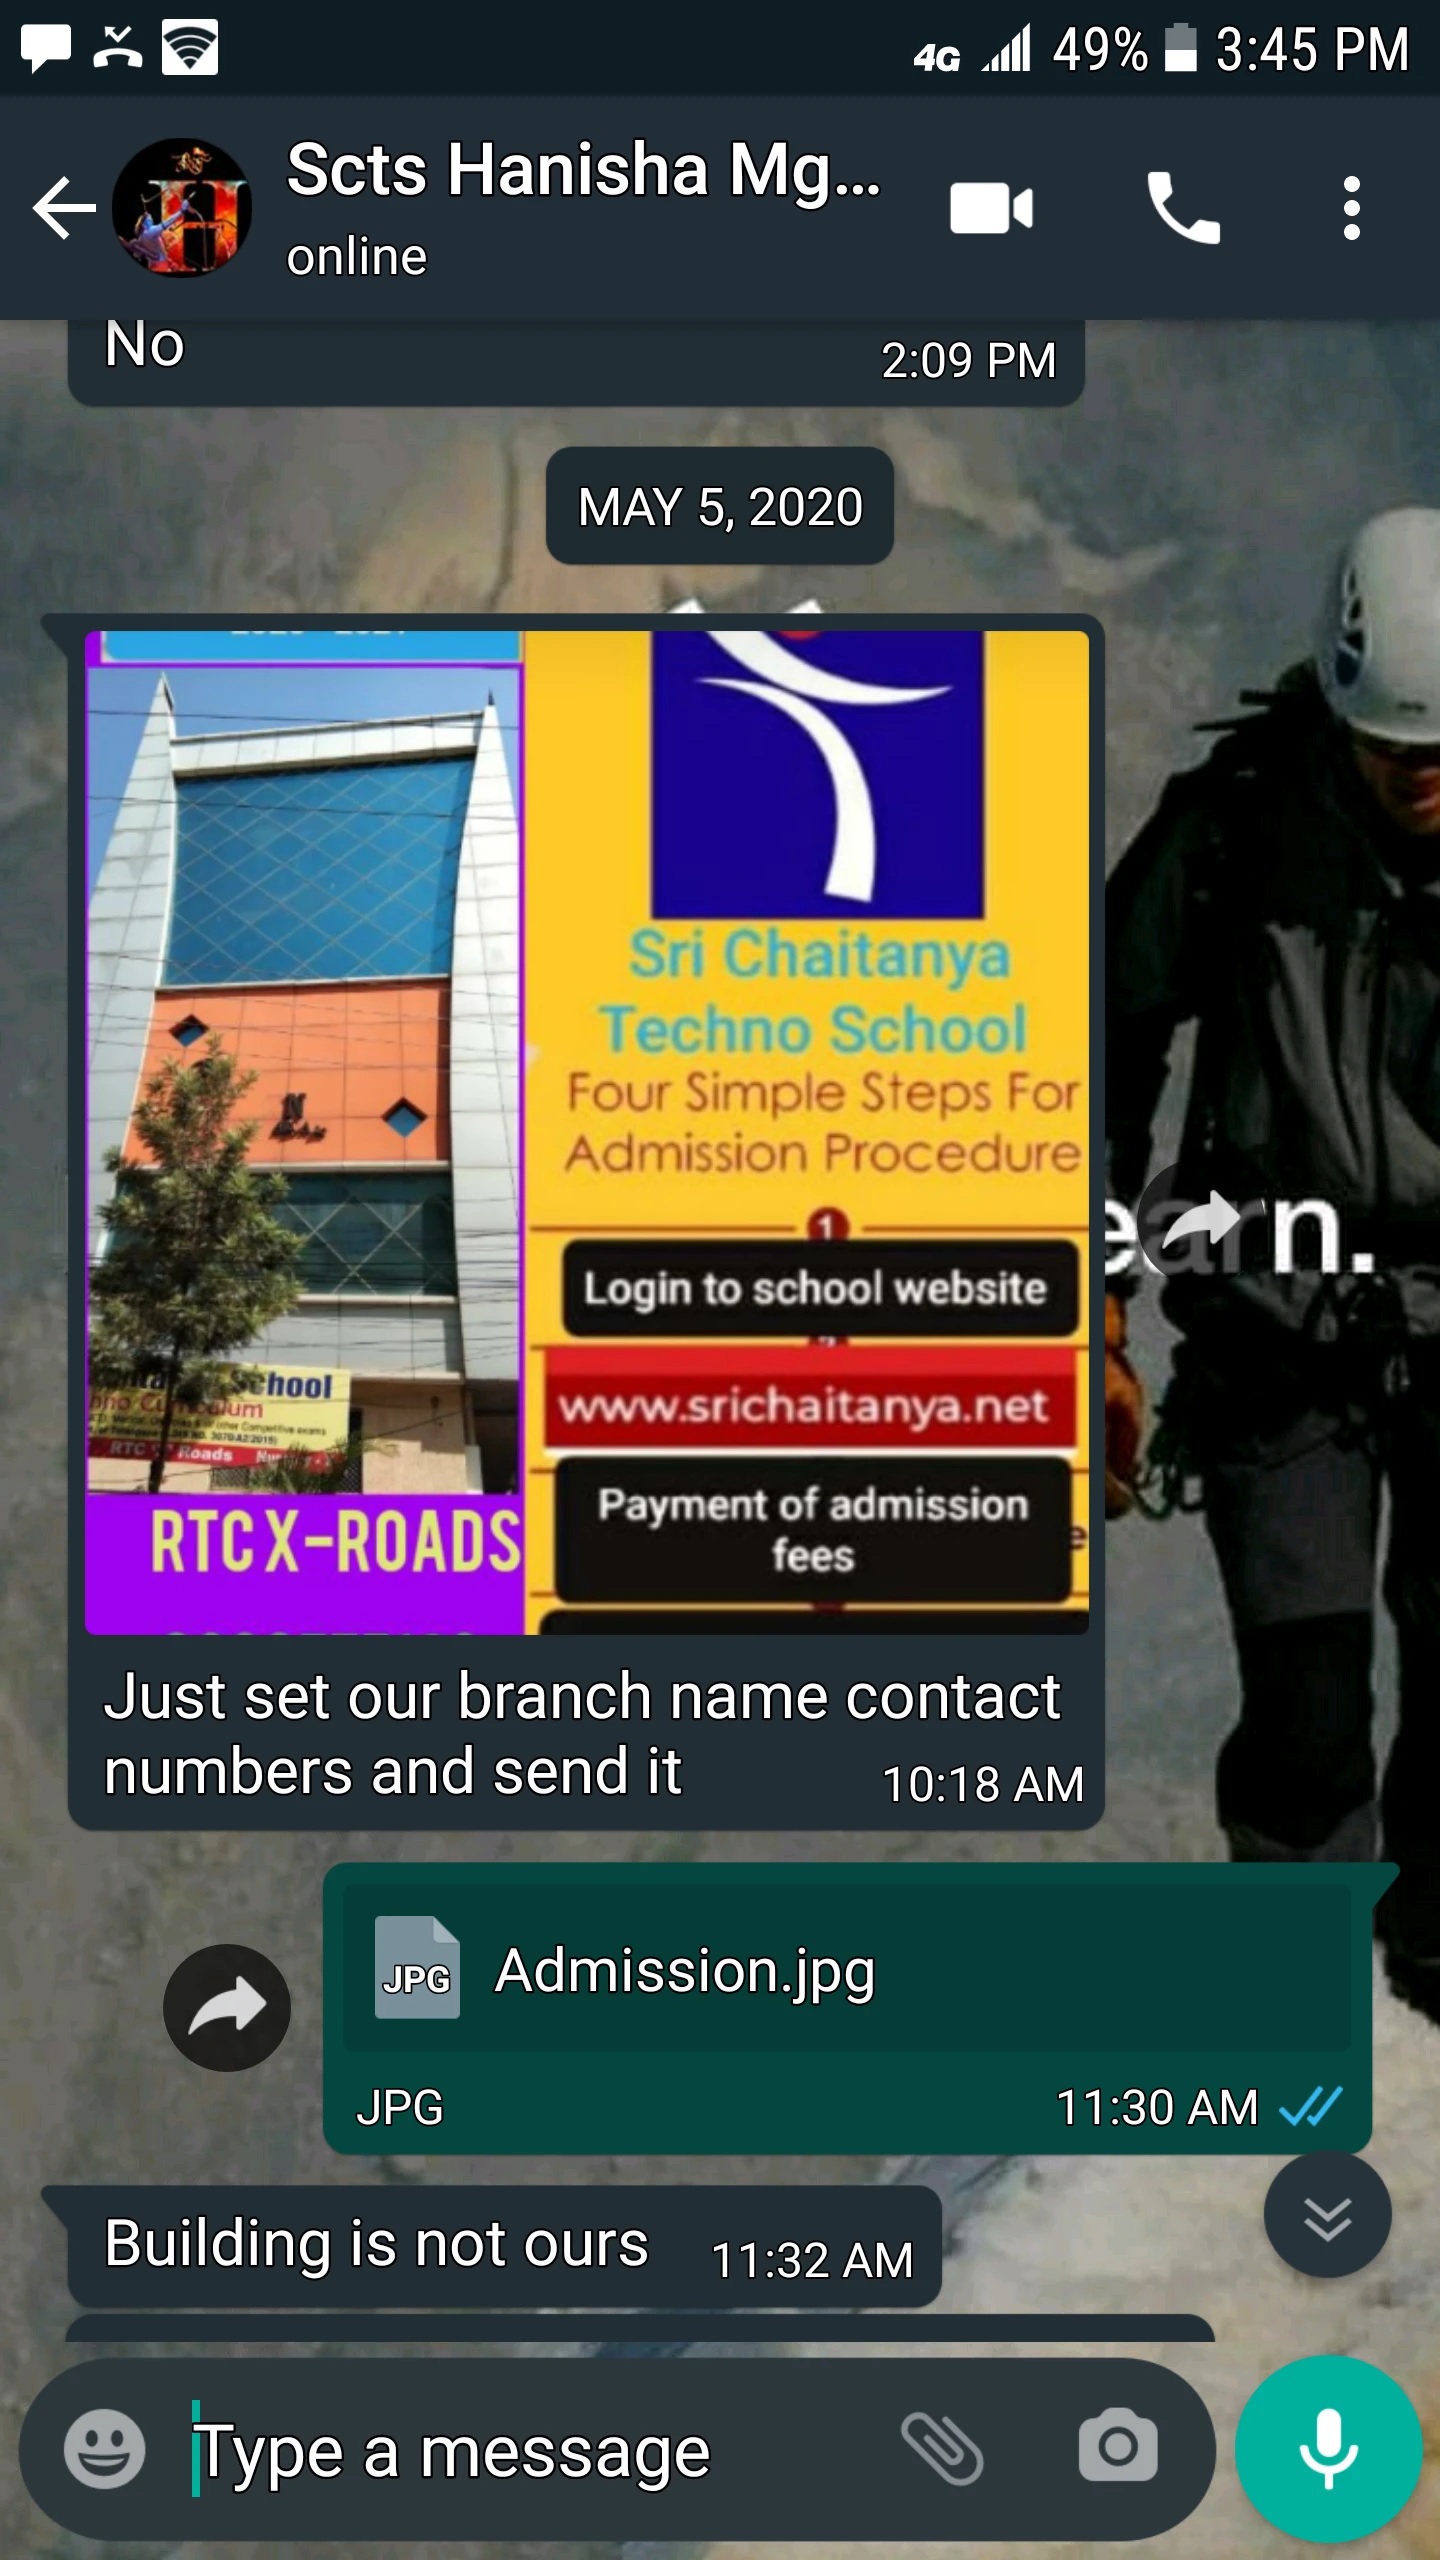 4G 49% 3:45 PM
Scts Hanisha Mg...
online
No
2:09 PM
MAY 5, 2020
Sri Chaitanya
Techno School
Four Simple Steps For
Admission Procedure
1
Login to school website
www.srichaitanya.net
Payment of admission
fees
School
RTC X Roads
RTC X-ROADS
n.
Just set our branch name contact
numbers and send it
10:18 AM
JPG Admission.jpg
JPG
11:30 AM
Building is not ours
11:32 AM
Type a message